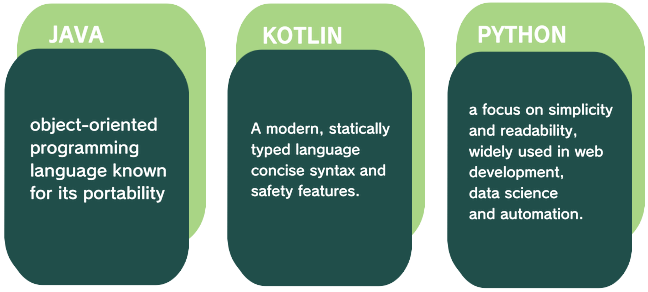 JAVA
object-oriented
programming
language known
for its portability
KOTLIN
A modern, statically
typed language
concise syntax and
safety features.
PYTHON
a focus on simplicity
and readability,
widely used in web
development,
data science
and automation.